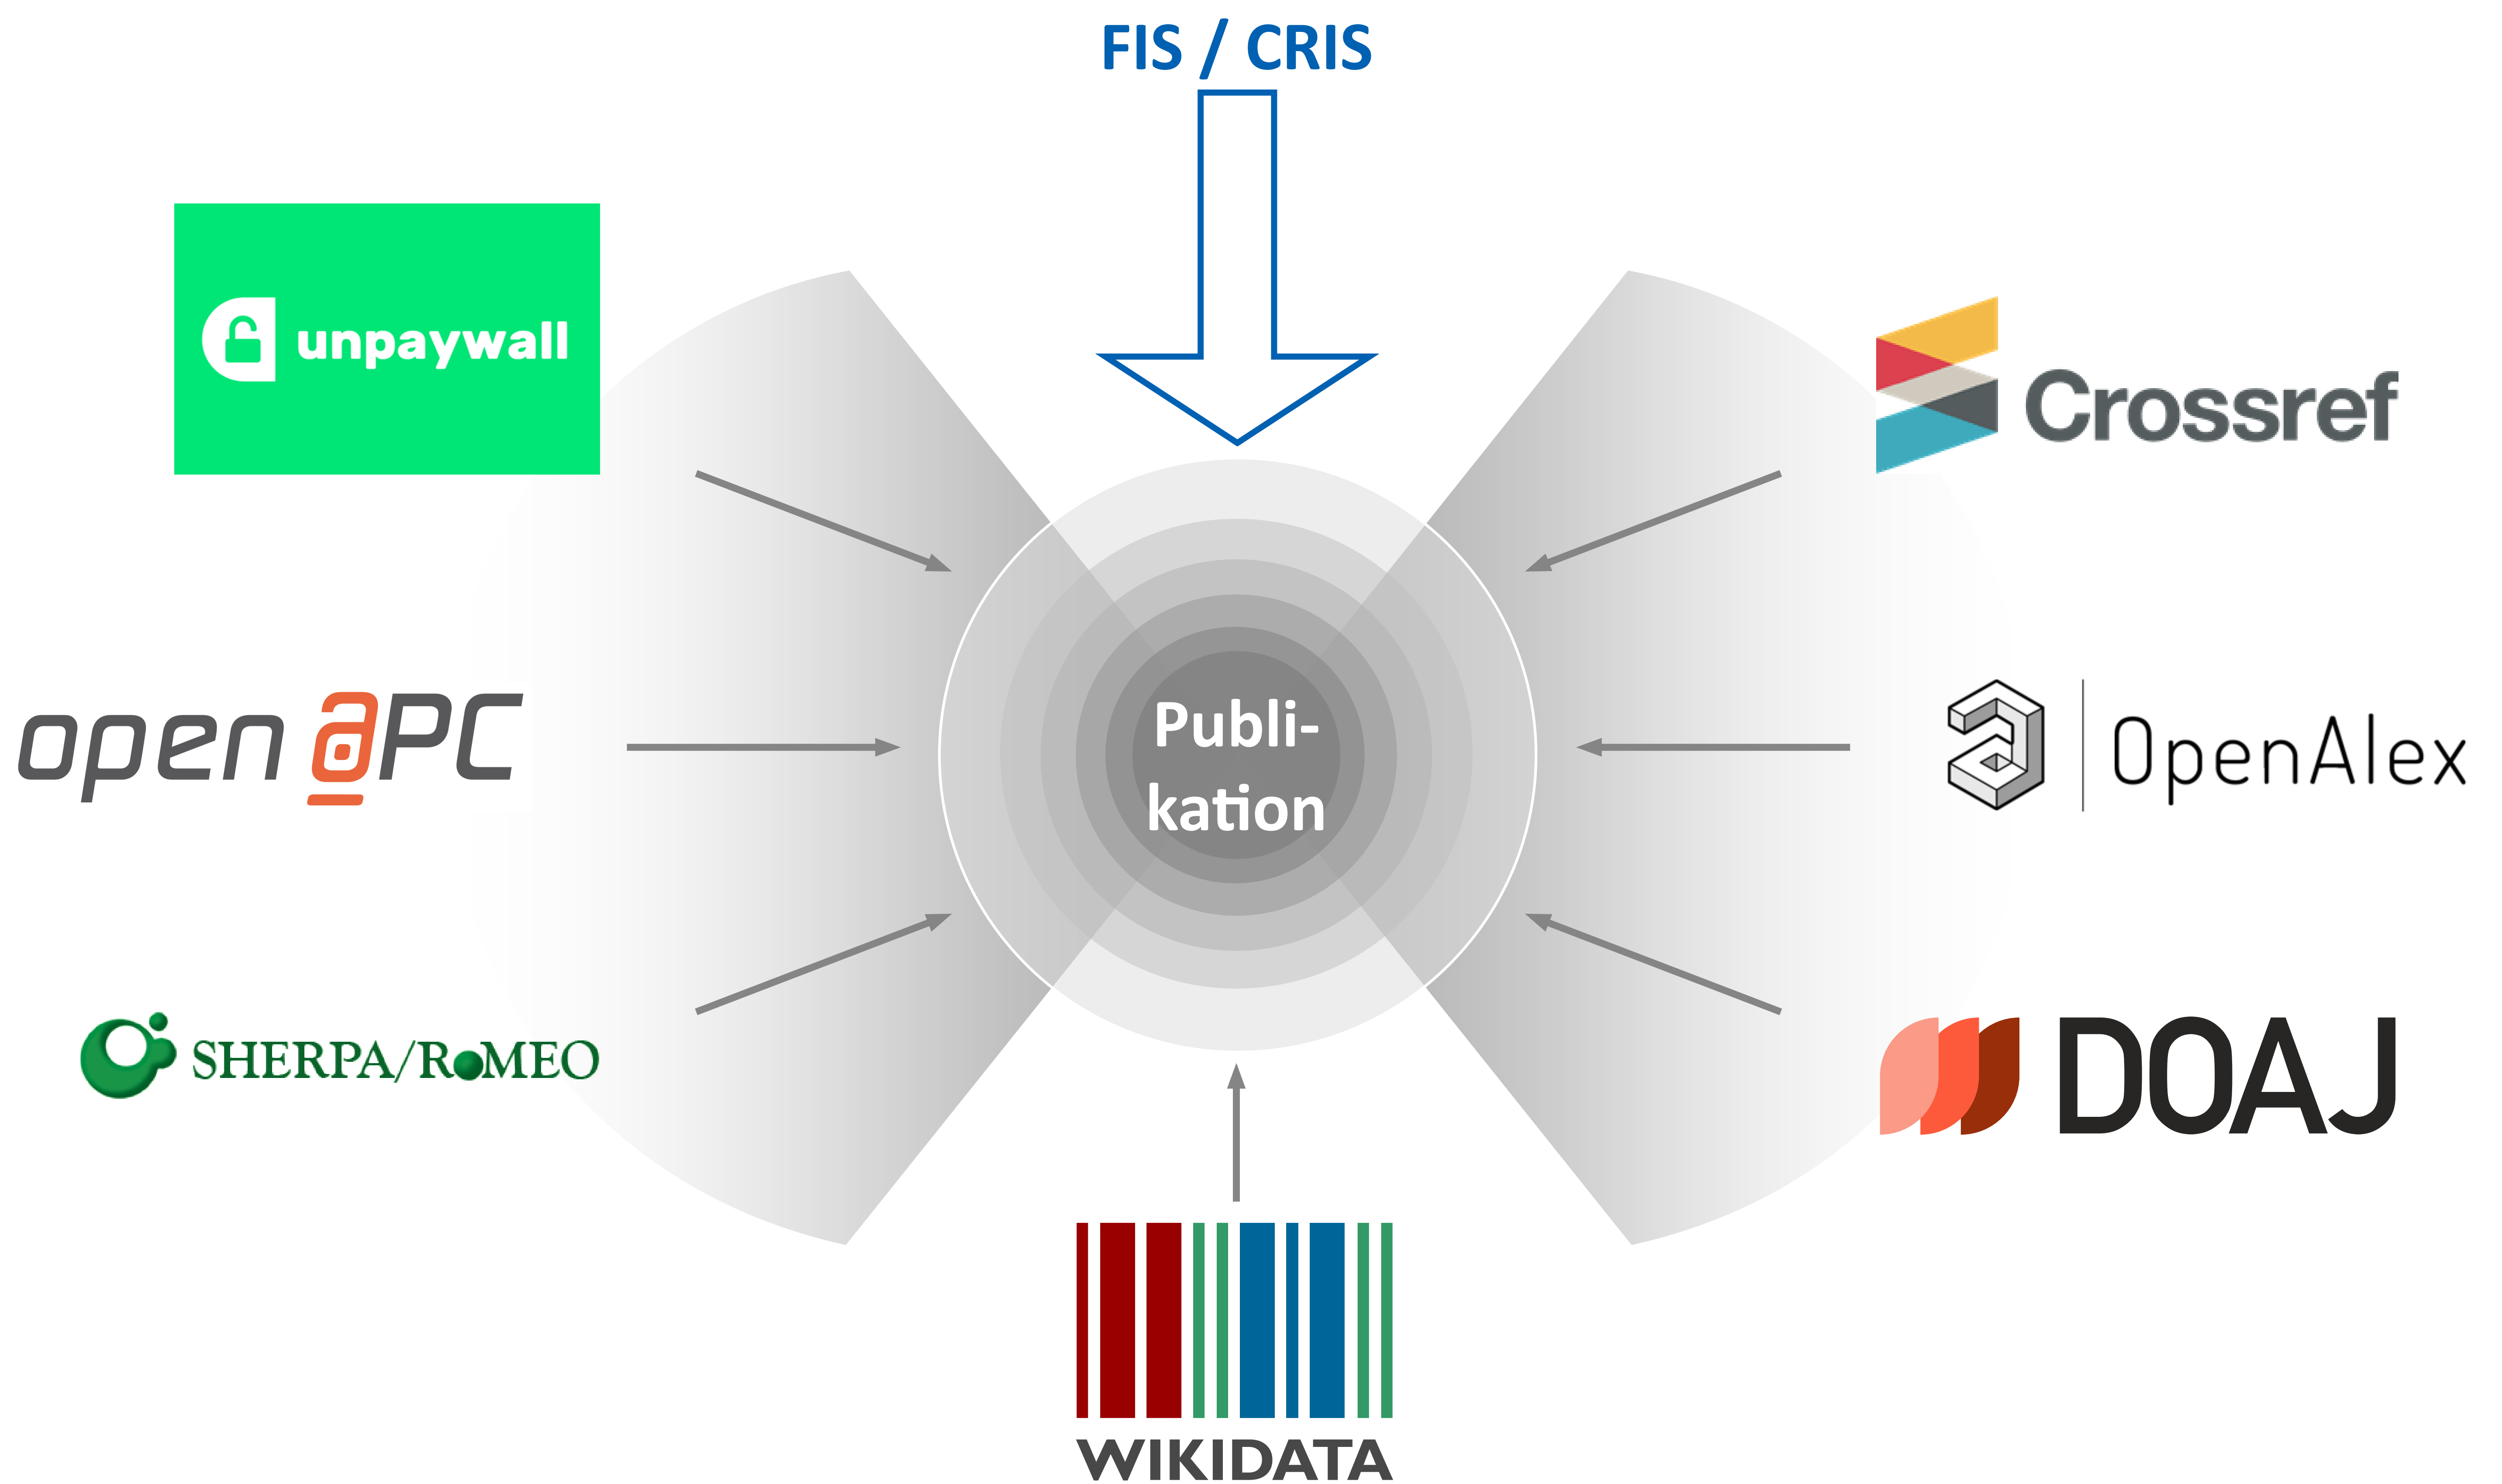 FIS / CRIS
unpaywall
Crossref
Publi-
kation
open aPC
OpenAlex
SHERPA/RoMEO
DOAJ
WIKIDATA